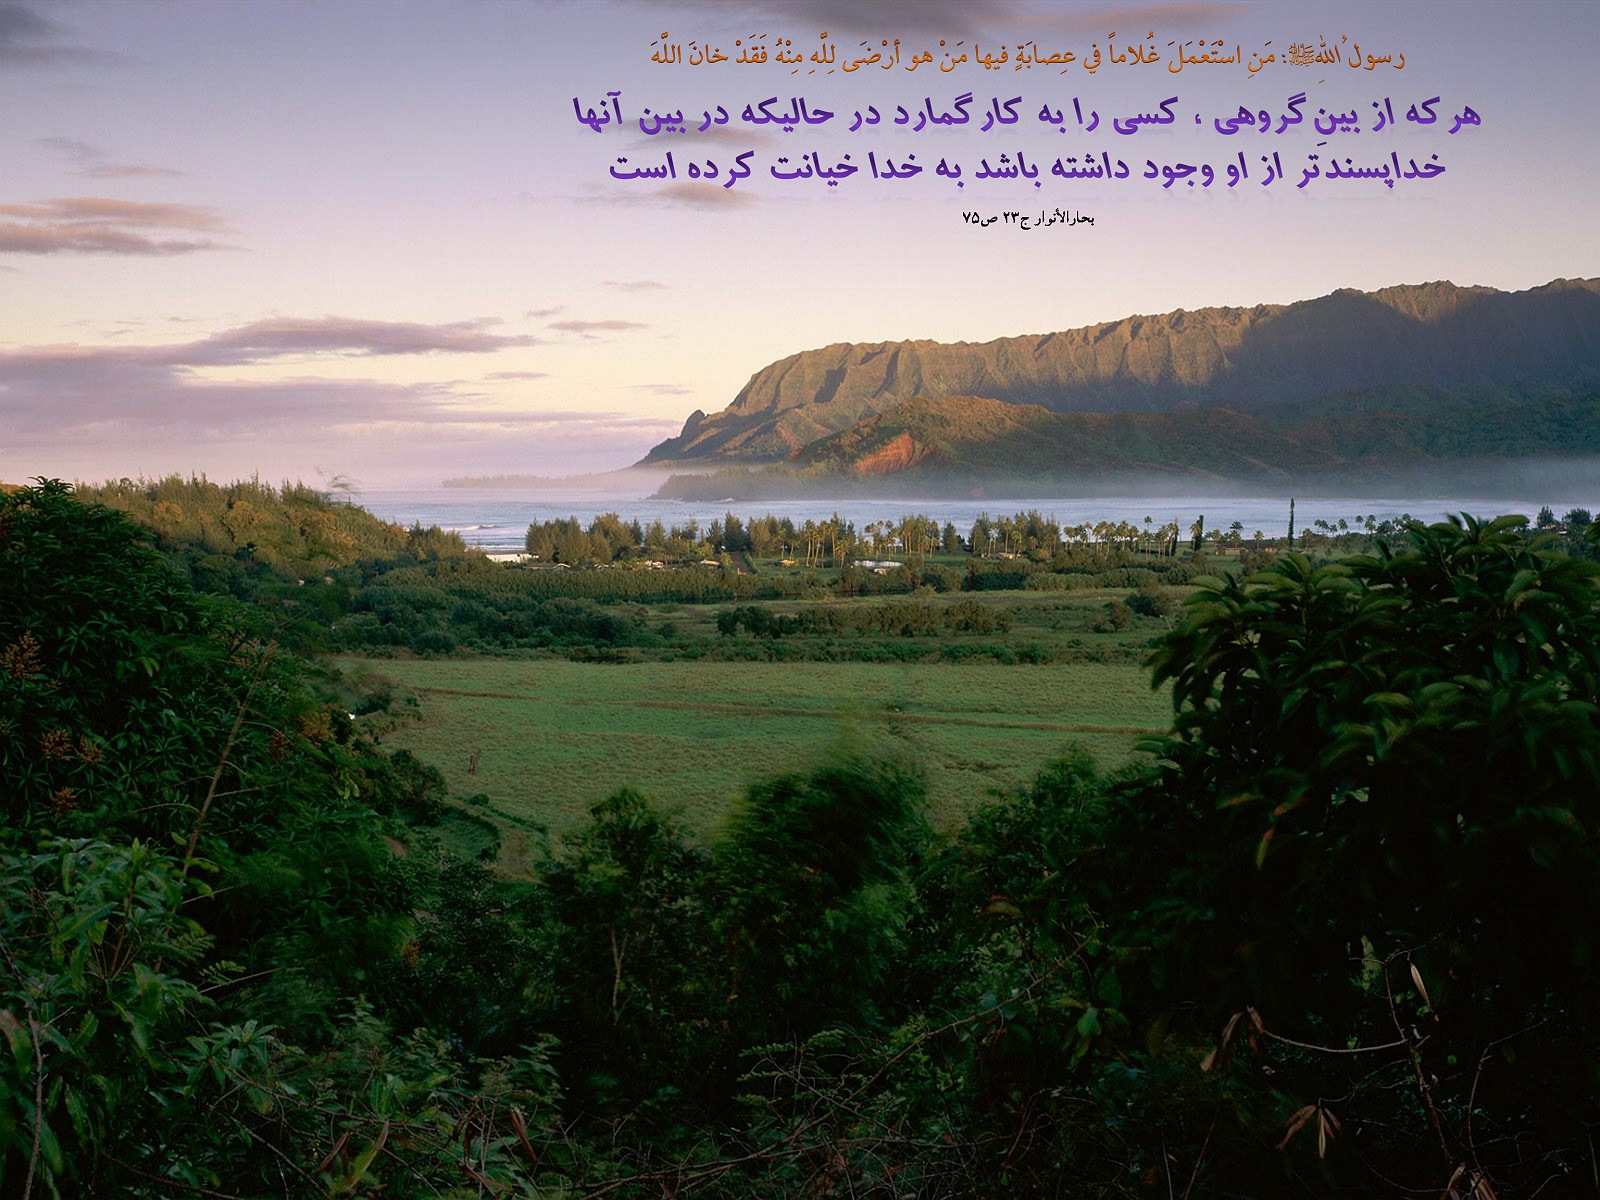 رسول اللهِ ﷺ: مَنِ اسْتَعْمَلَ غُلاماً في عِصابَةٍ فيها مَنْ هو أرْضَى لِلَّهِ مِنْهُ فَقَدْ خانَ اللَّهَ
هر که از بینِ گروهی ، کسی را به کار گمارد در حالیکه در بین آنها
خداپسندتر از او وجود داشته باشد به خدا خیانت کرده است
بحارالأنوار ج۲۳ ص۷۵